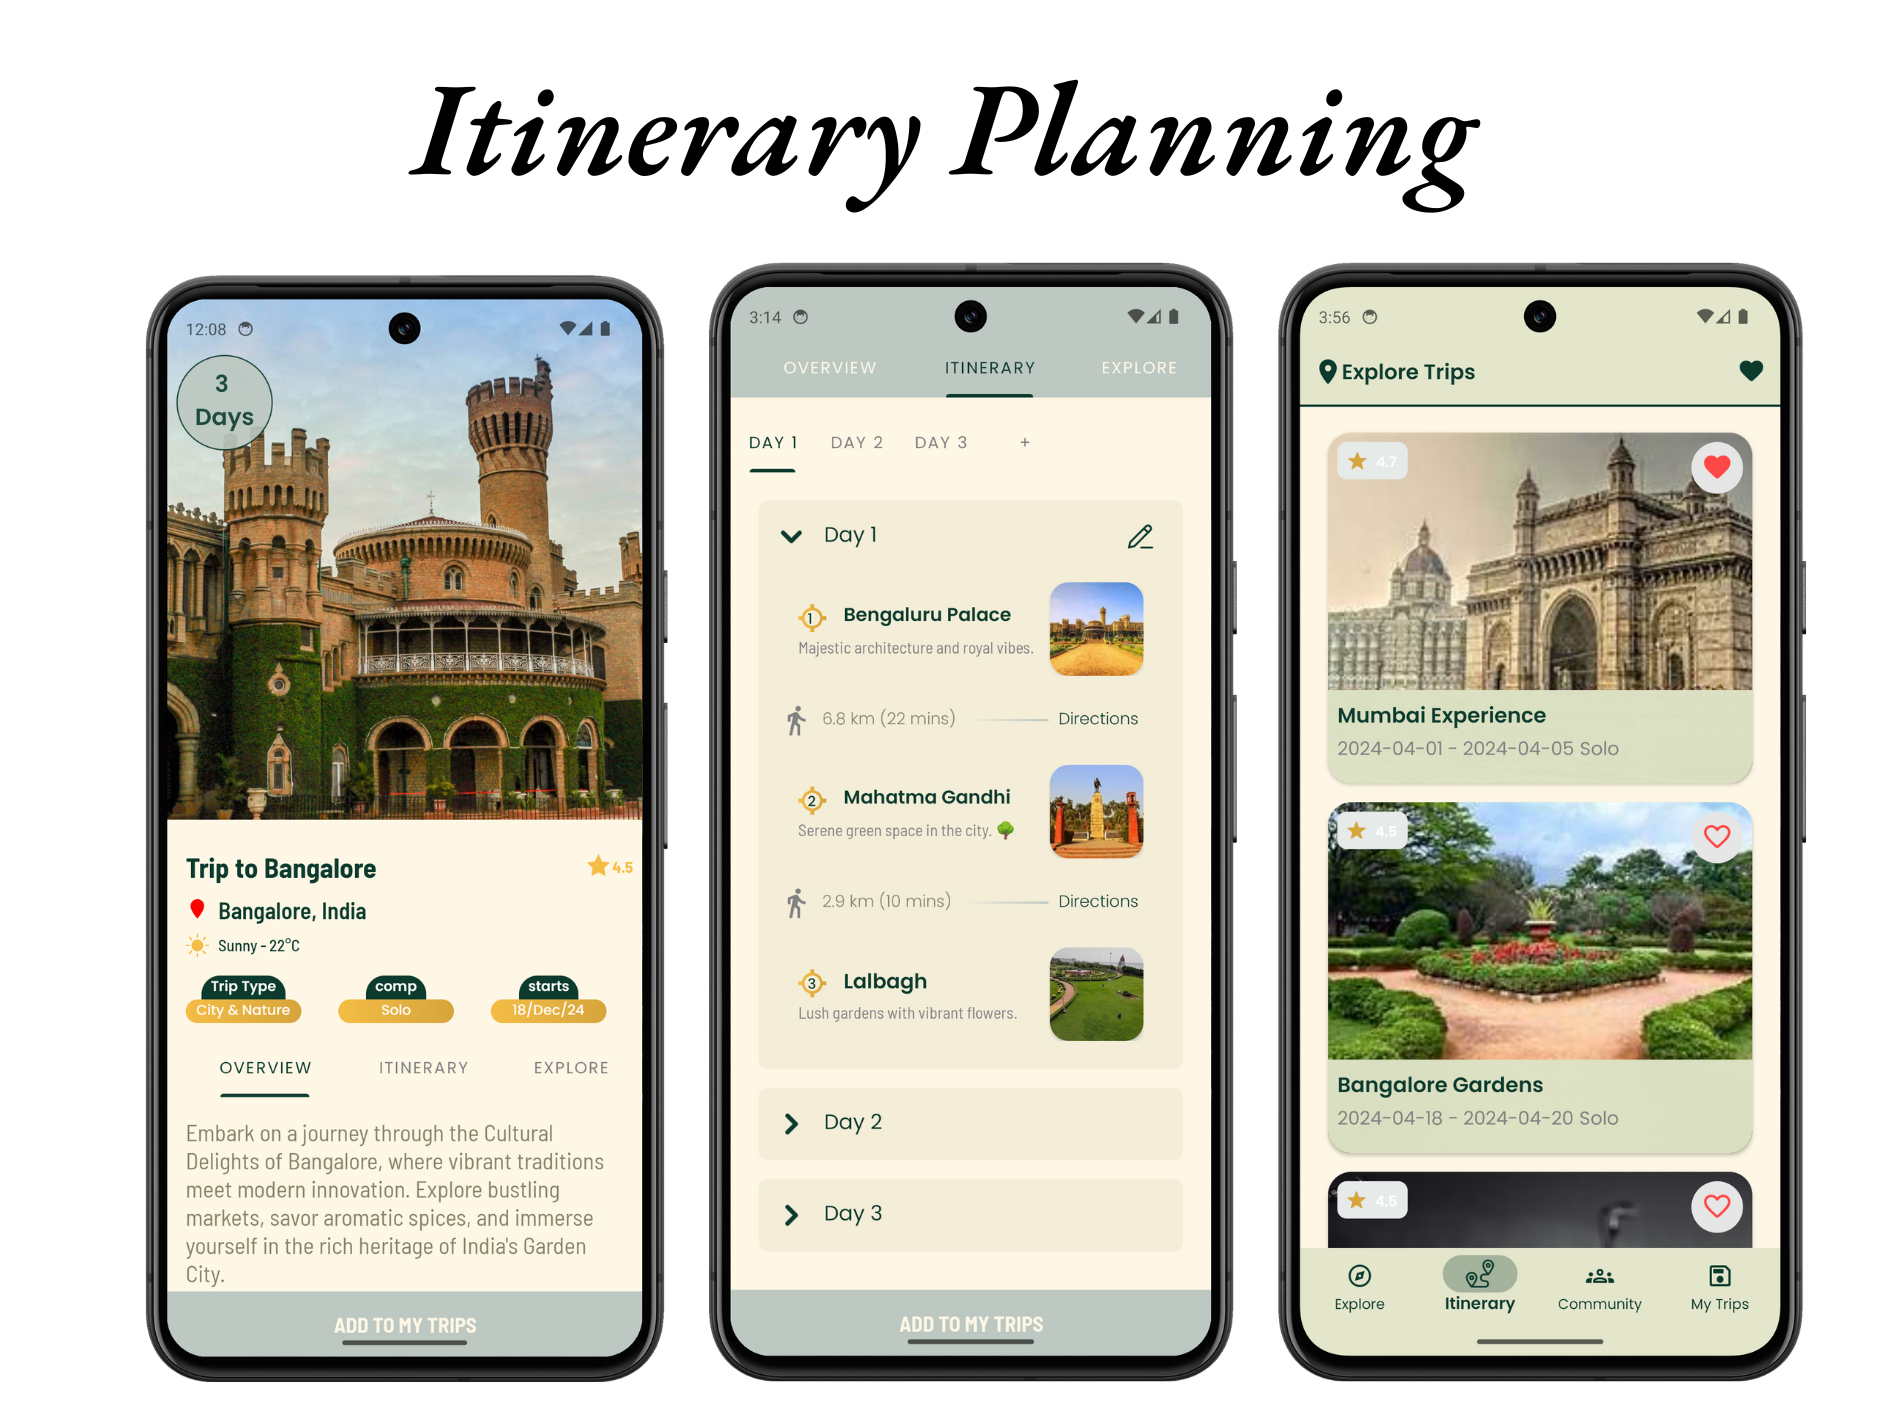 Itinerary Planning
12:08
3
Days
Trip to Bangalore
4.5
Bangalore, India
Sunny - 22°C
Trip Type
City & Nature
comp
Solo
starts
18/Dec/24
OVERVIEW
ITINERARY
EXPLORE
Embark on a journey through the Cultural
Delights of Bangalore, where vibrant traditions
meet modern innovation. Explore bustling
markets, savor aromatic spices, and immerse
yourself in the rich heritage of India's Garden
City.
ADD TO MY TRIPS
3:14
OVERVIEW
ITINERARY
EXPLORE
DAY 1
DAY 2
DAY 3
+
Day 1
1
Bengaluru Palace
Majestic architecture and royal vibes.
6.8 km (22 mins)
Directions
2
Mahatma Gandhi
Serene green space in the city. 🌳
2.9 km (10 mins)
Directions
3
Lalbagh
Lush gardens with vibrant flowers.
Day 2
Day 3
ADD TO MY TRIPS
3:56
Explore Trips
4.7
Mumbai Experience
2024-04-01 - 2024-04-05 Solo
4.5
Bangalore Gardens
2024-04-18 - 2024-04-20 Solo
4.5
Explore
Itinerary
Community
My Trips